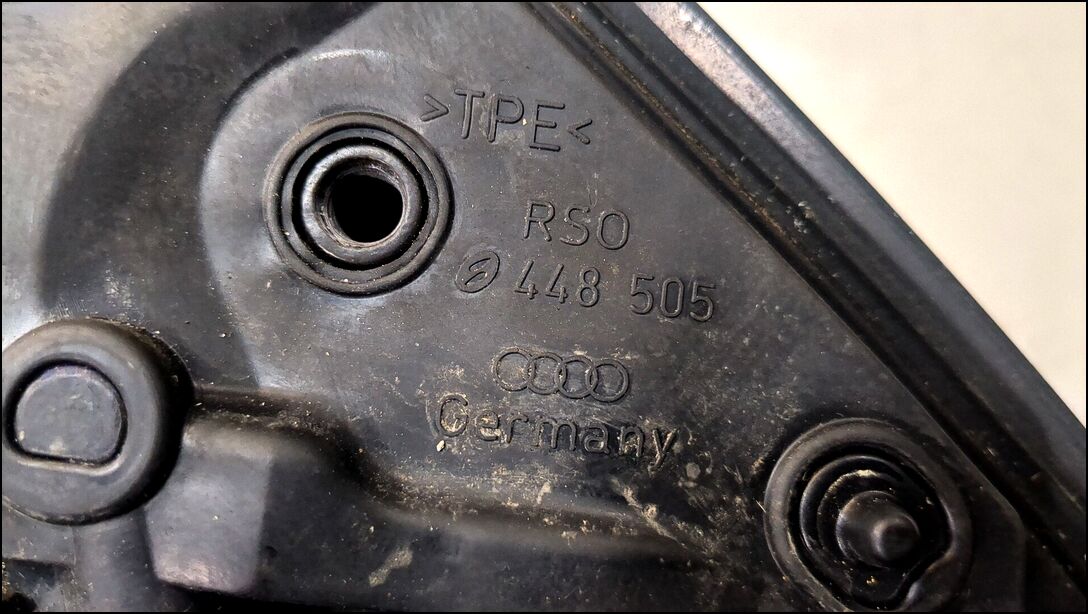 >TPE<
RSO
448 505
Germany